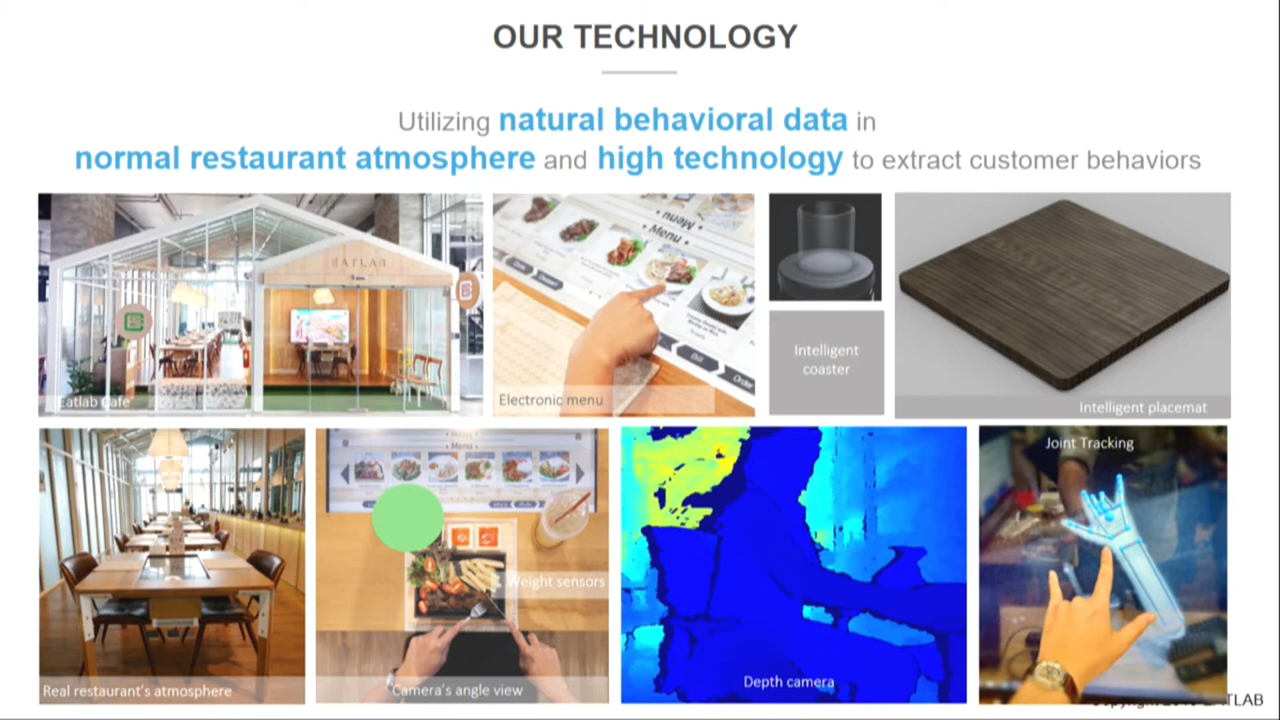 OUR TECHNOLOGY
Utilizing natural behavioral data in
normal restaurant atmosphere and high technology to extract customer behaviors
EATLAB
Eatlab Cafe
Menu
Menu
Order
Electronic menu
Intelligent
coaster
Intelligent placemat
Real restaurant's atmosphere
Menu
Weight sensors
Camera's angle view
Depth camera
Joint Tracking